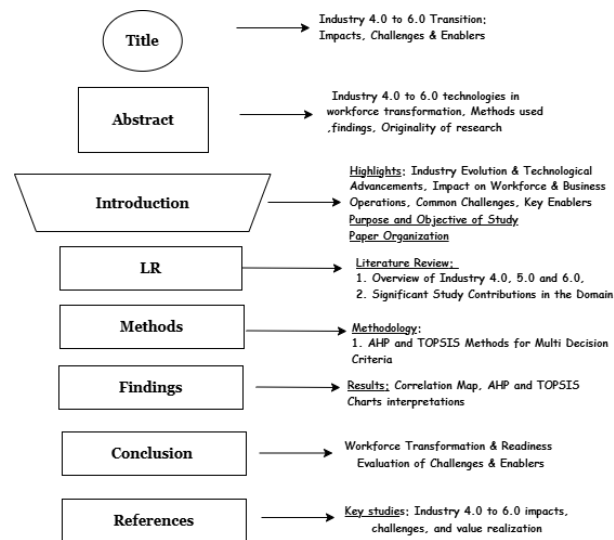 Title
Industry 4.0 to 6.0 Transition:
Impacts, Challenges & Enablers
Abstract
Industry 4.0 to 6.0 technologies in
workforce transformation, Methods used
,findings, Originality of research
Introduction
Highlights: Industry Evolution & Technological
Advancements, Impact on Workforce & Business
Operations, Common Challenges, Key Enablers
Purpose and Objective of Study
Paper Organization
LR
Literature Review:
1. Overview of Industry 4.0, 5.0 and 6.0,
2. Significant Study Contributions in the Domain
Methods
Methodology:
1. AHP and TOPSIS Methods for Multi Decision
Criteria
Findings
Results: Correlation Map, AHP and TOPSIS
Charts interpretations
Conclusion
Workforce Transformation & Readiness
Evaluation of Challenges & Enablers
References
Key studies: Industry 4.0 to 6.0 impacts,
challenges, and value realization